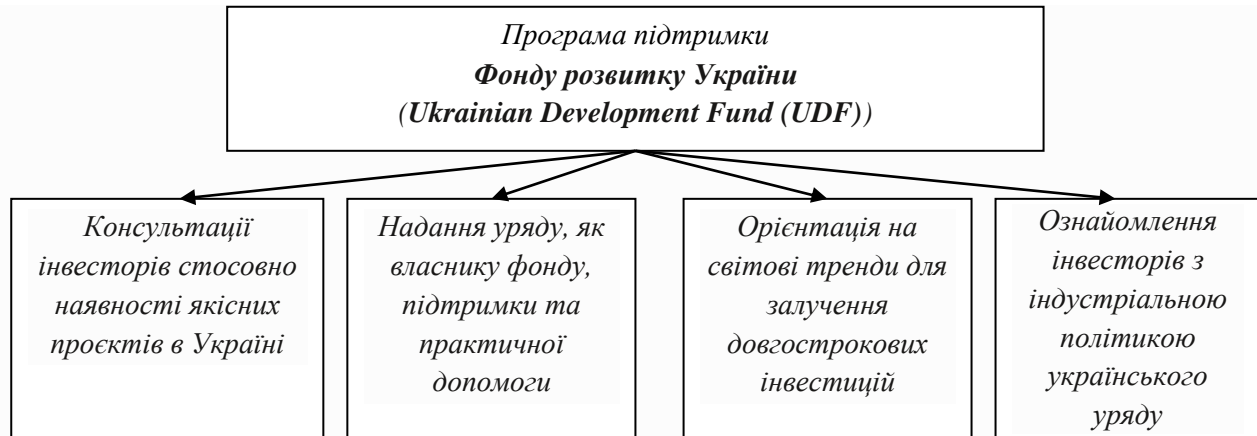 Програма підтримки
Фонду розвитку України
(Ukrainian Development Fund (UDF))
Консультації
інвесторів стосовно
наявності якісних
проєктів в Україні
Надання уряду, як
власнику фонду,
підтримки та
практичної
допомоги
Орієнтація на
світові тренди для
залучення
довгострокових
інвестицій
Ознайомлення
інвесторів з
індустріальною
політикою
українського
уряду